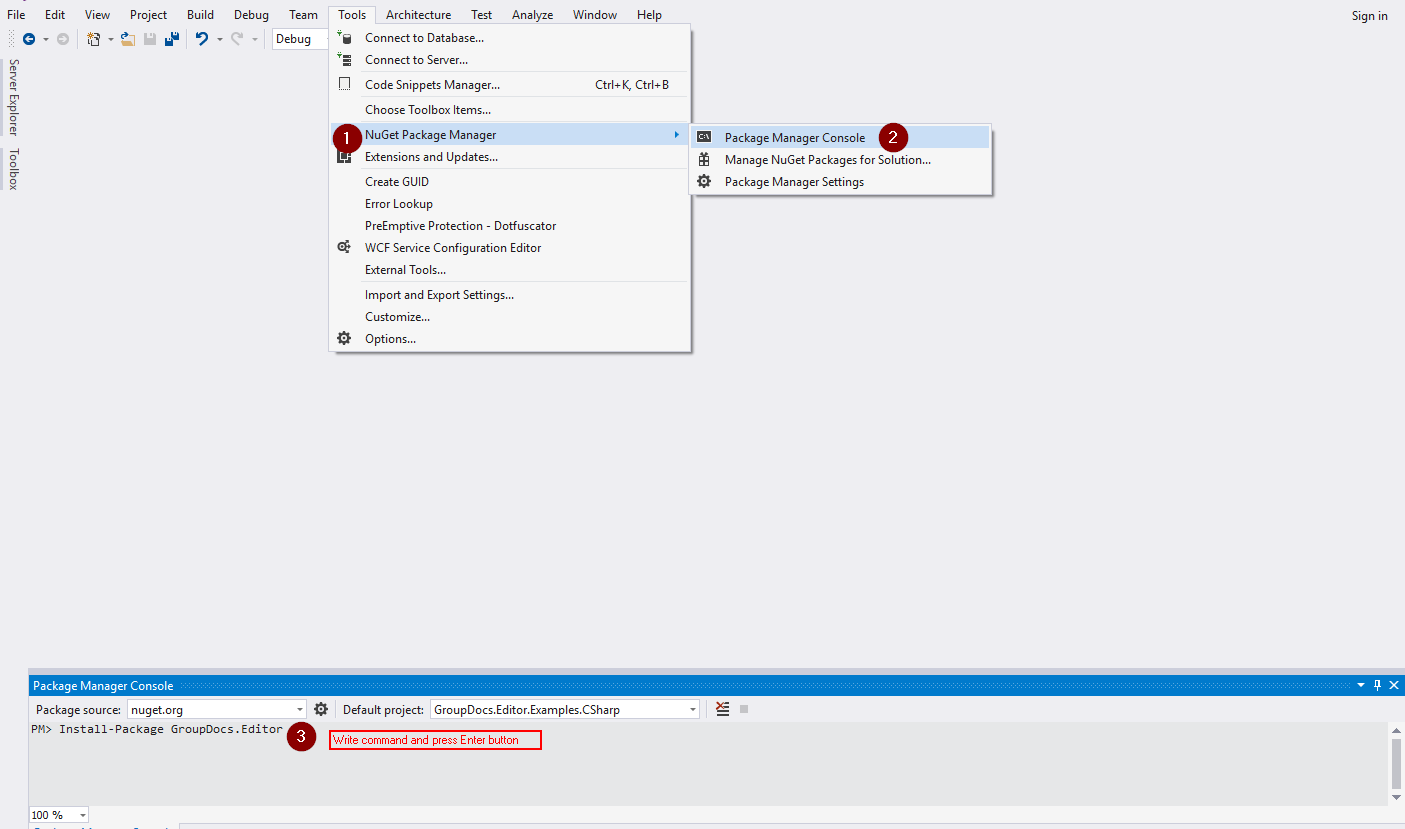 File Edit View Project Build Debug Team Tools Architecture Test Analyze Window Help Sign in
Debug
Server Explorer
Toolbox
Connect to Database...
Connect to Server...
Code Snippets Manager... Ctrl+K, Ctrl+B
Choose Toolbox Items...
1 NuGet Package Manager
Extensions and Updates...
Create GUID
Error Lookup
PreEmptive Protection - Dotfuscator
WCF Service Configuration Editor
External Tools...
Import and Export Settings...
Customize...
Options...
C:\ Package Manager Console 2
Manage NuGet Packages for Solution...
Package Manager Settings
Package Manager Console
Package source: nuget.org Default project: GroupDocs.Editor.Examples.CSharp
PM> Install-Package GroupDocs.Editor 3 Write command and press Enter button
100 %